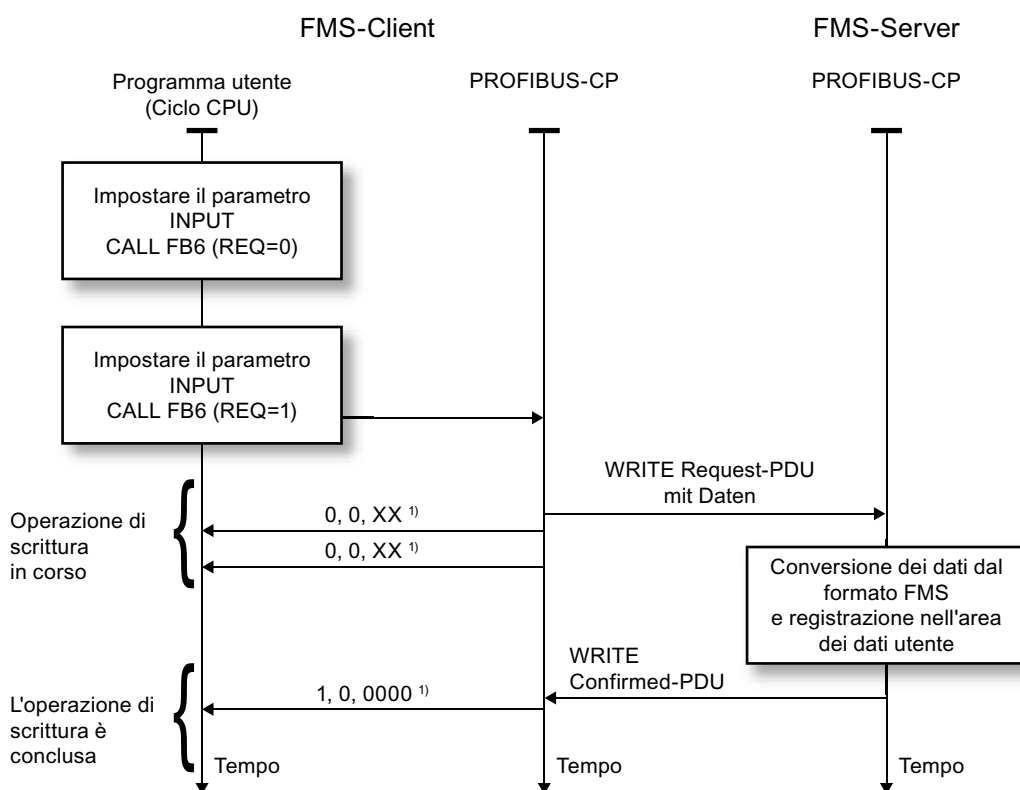 FMS-Client
FMS-Server
Programma utente
(Ciclo CPU)
PROFIBUS-CP
PROFIBUS-CP
Impostare il parametro
INPUT
CALL FB6 (REQ=0)
Impostare il parametro
INPUT
CALL FB6 (REQ=1)
WRITE Request-PDU
mit Daten
Operazione di
scrittura
in corso
0, 0, XX 1)
0, 0, XX 1)
Conversione dei dati dal
formato FMS
e registrazione nell'area
dei dati utente
WRITE
Confirmed-PDU
L'operazione di
scrittura è
conclusa
1, 0, 0000 1)
Tempo
Tempo
Tempo